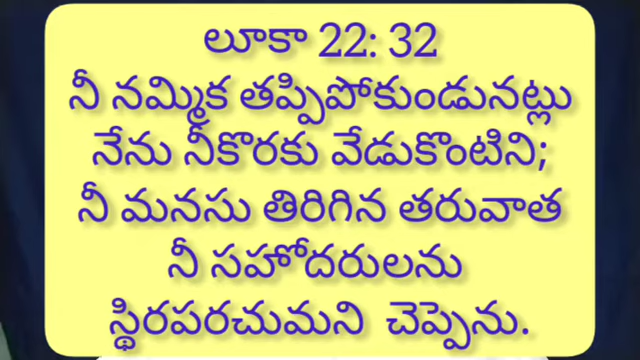 లూకా 22: 32
నీ నమ్మిక తప్పిపోకుండునట్లు
నేను నీకొరకు వేడుకొంటిని;
నీ మనసు తిరిగిన తరువాత
నీ సహోదరులను
స్థిరపరచుమని చెప్పెను.